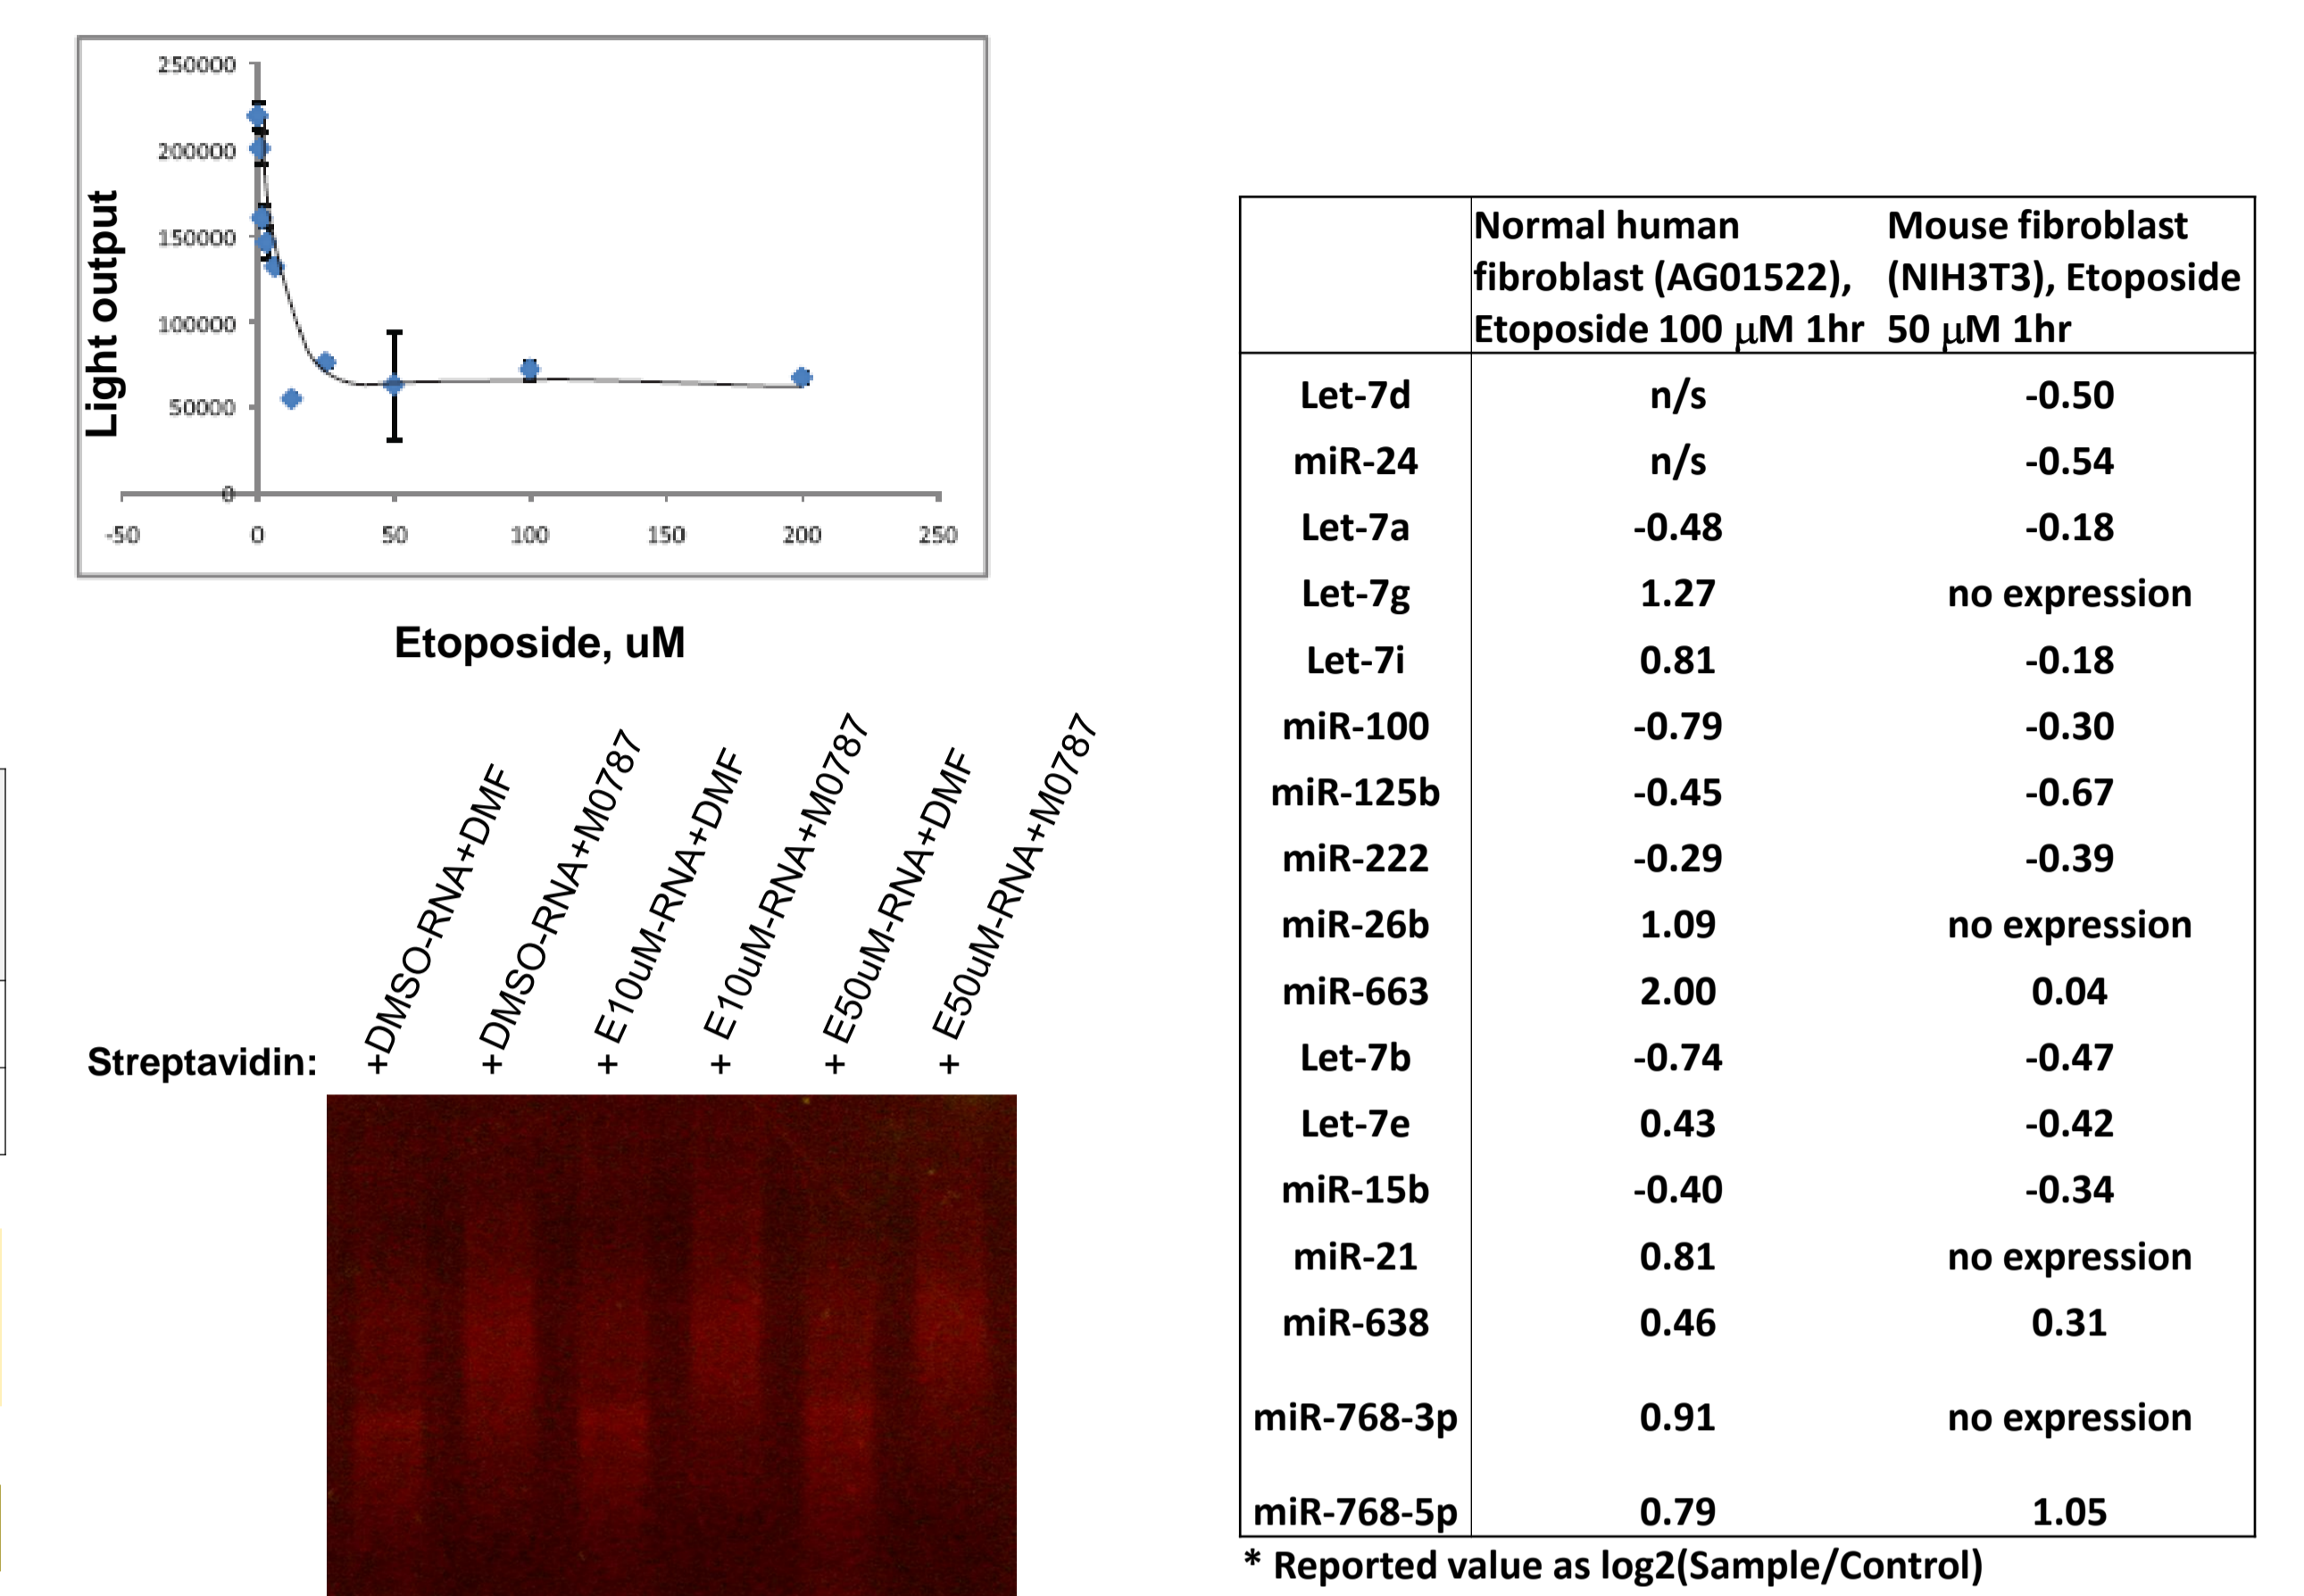 250000
200000
150000
100000
50000
0
-50 0 50 100 150 200 250
Light output
Etoposide, uM
+DMSO-RNA+DMF
+DMSO-RNA+M0787
+ E10uM-RNA+DMF
+ E10uM-RNA+M0787
+ E50uM-RNA+DMF
+ E50uM-RNA+M0787
Streptavidin:
Normal human fibroblast (AG01522), Etoposide 100 μM 1hr
Mouse fibroblast (NIH3T3), Etoposide 50 μM 1hr
Let-7d n/s -0.50
miR-24 n/s -0.54
Let-7a -0.48 -0.18
Let-7g 1.27 no expression
Let-7i 0.81 -0.18
miR-100 -0.79 -0.30
miR-125b -0.45 -0.67
miR-222 -0.29 -0.39
miR-26b 1.09 no expression
miR-663 2.00 0.04
Let-7b -0.74 -0.47
Let-7e 0.43 -0.42
miR-15b -0.40 -0.34
miR-21 0.81 no expression
miR-638 0.46 0.31
miR-768-3p 0.91 no expression
miR-768-5p 0.79 1.05
* Reported value as log2(Sample/Control)